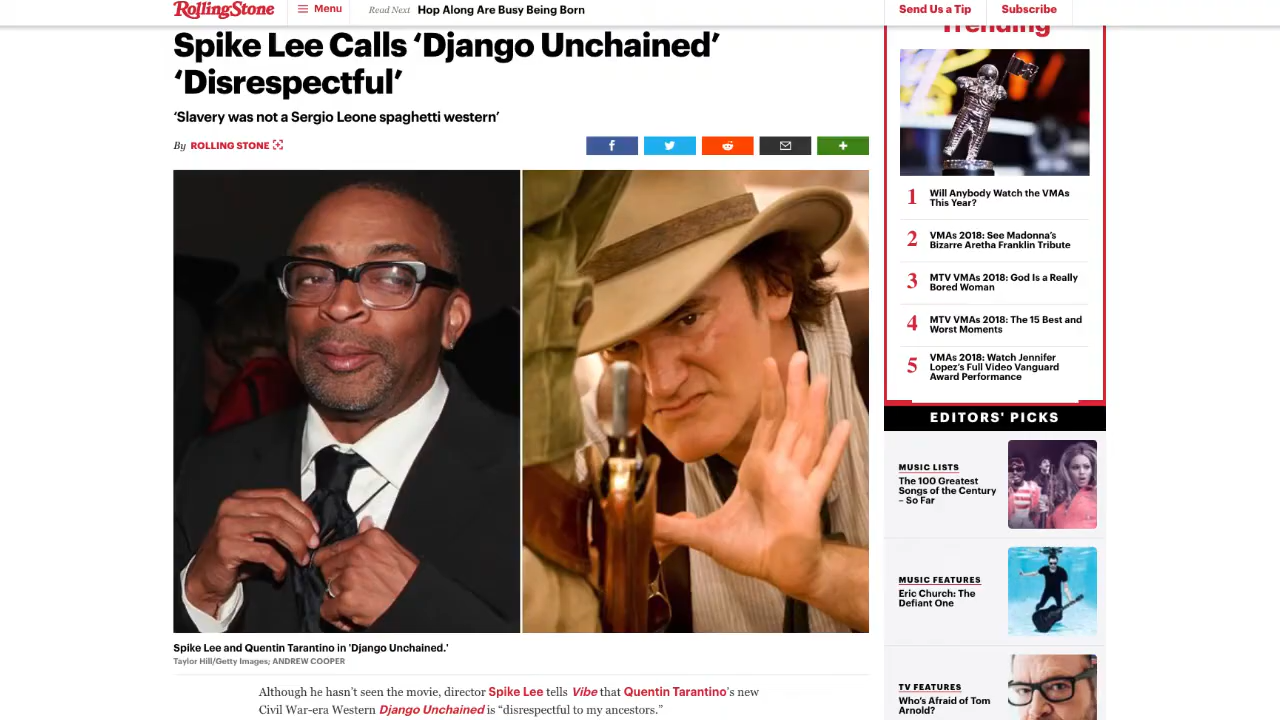 RollingStone
Menu
Read Next Hop Along Are Busy Being Born
Send Us a Tip
Subscribe
Spike Lee Calls ‘Django Unchained’
‘Disrespectful’
‘Slavery was not a Sergio Leone spaghetti western’
By ROLLING STONE
Spike Lee and Quentin Tarantino in 'Django Unchained.'
Taylor Hill/Getty Images; ANDREW COOPER
Although he hasn’t seen the movie, director Spike Lee tells Vibe that Quentin Tarantino’s new
Civil War-era Western Django Unchained is “disrespectful to my ancestors.”
Trending
1 Will Anybody Watch the VMAs
This Year?
2 VMAs 2018: See Madonna’s
Bizarre Aretha Franklin Tribute
3 MTV VMAs 2018: God Is a Really
Bored Woman
4 MTV VMAs 2018: The 15 Best and
Worst Moments
5 VMAs 2018: Watch Jennifer
Lopez’s Full Video Vanguard
Award Performance
EDITORS' PICKS
MUSIC LISTS
The 100 Greatest
Songs of the Century
– So Far
MUSIC FEATURES
Eric Church: The
Defiant One
TV FEATURES
Who’s Afraid of Tom
Arnold?